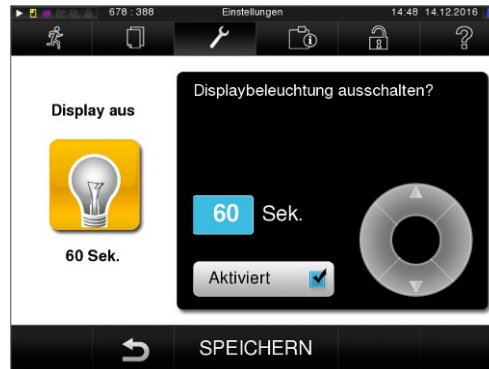 678 : 388 Einstellungen 14:48 14.12.2016
Display aus
60 Sek.
Displaybeleuchtung ausschalten?
60 Sek.
Aktiviert
SPEICHERN